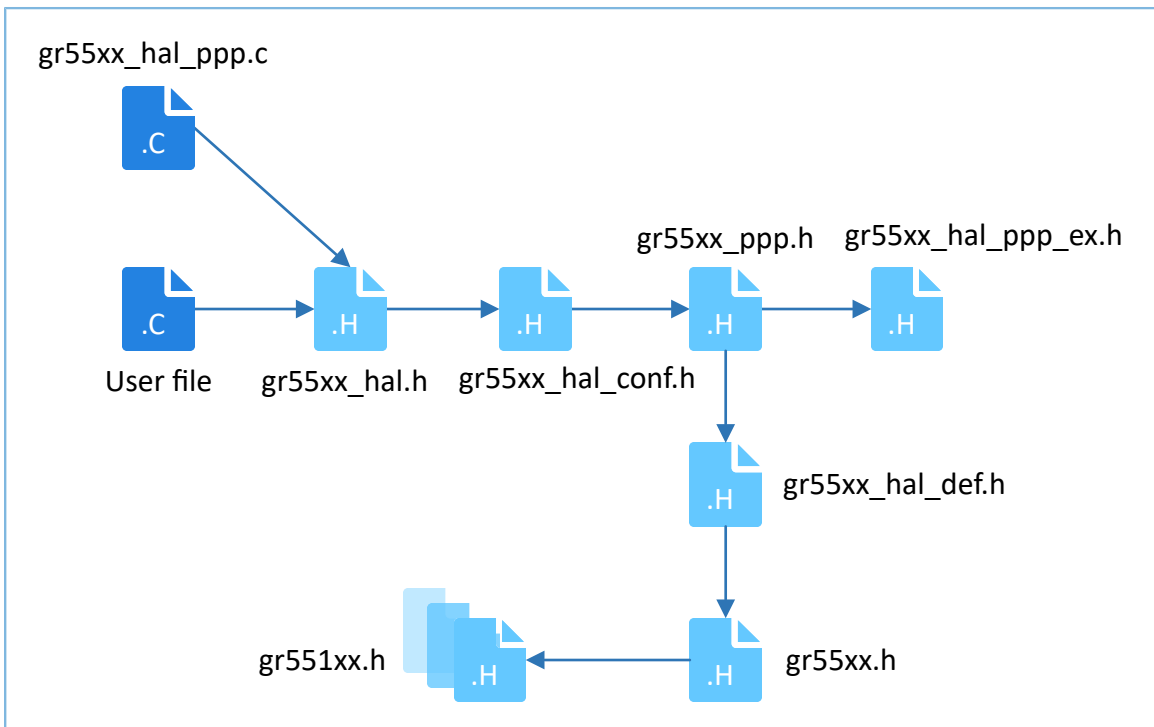 gr55xx_hal_ppp.c
.C
gr55xx_ppp.h
gr55xx_hal_ppp_ex.h
.C
.H
.H
.H
.H
User file
gr55xx_hal.h
gr55xx_hal_conf.h
.H
gr55xx_hal_def.h
gr551xx.h
.H
.H
gr55xx.h